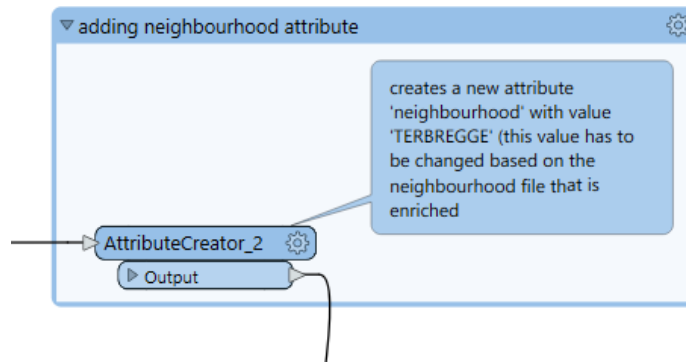 adding neighbourhood attribute
creates a new attribute
'neighbourhood' with value
'TERBREGGE' (this value has to
be changed based on the
neighbourhood file that is
enriched
AttributeCreator_2
Output